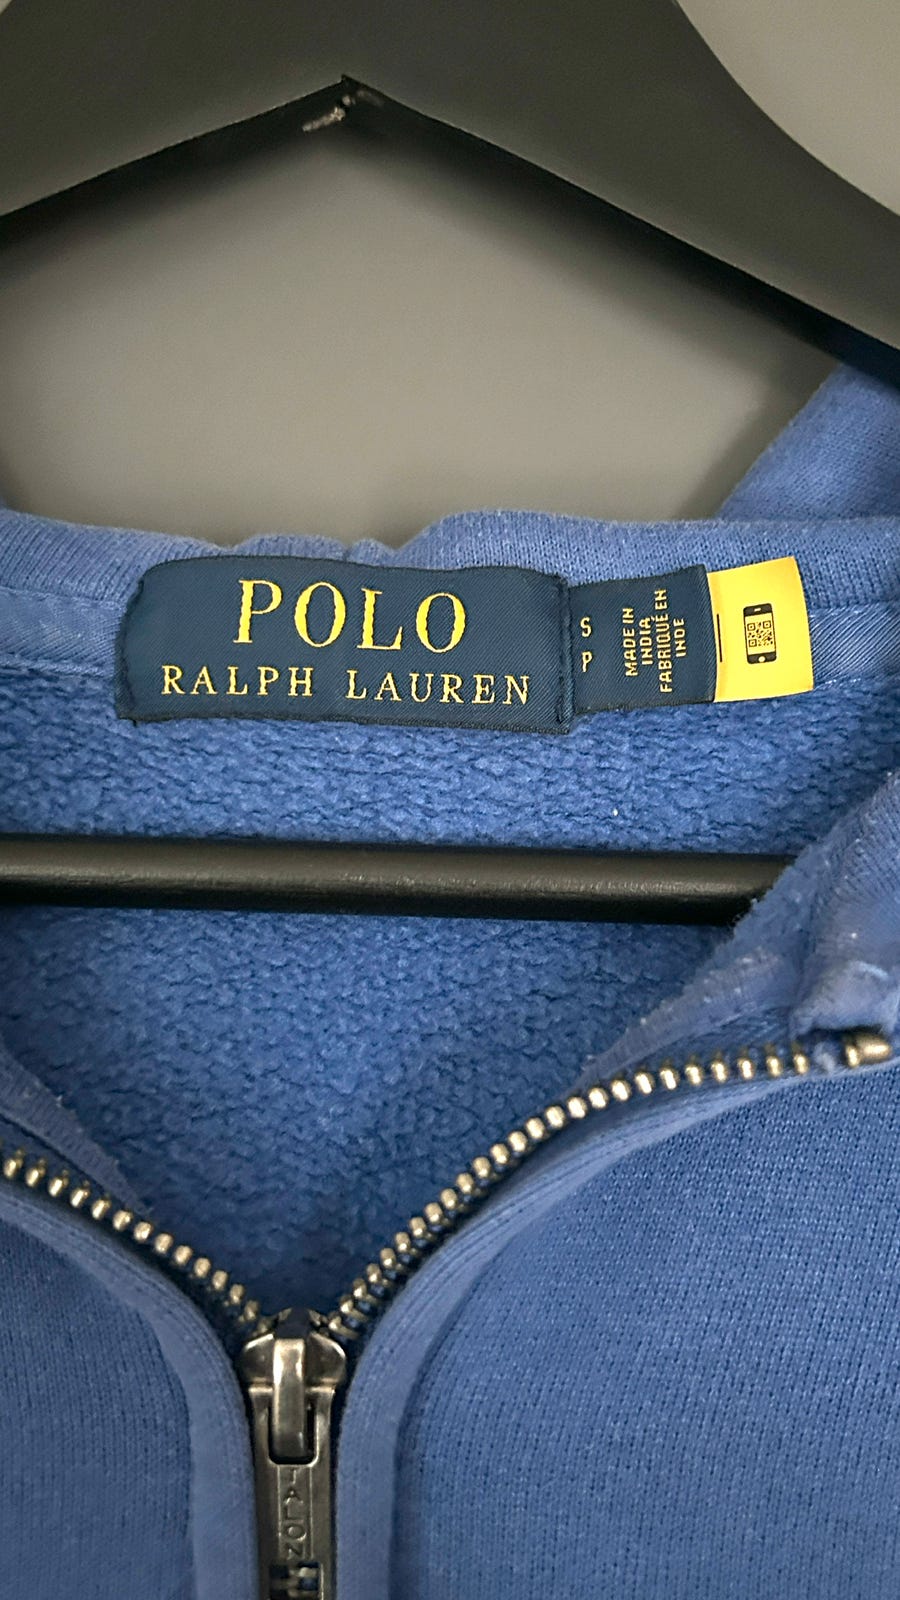 POLO
RALPH LAUREN
S
P
MADE IN
INDIA
FABRIQUÉ EN
INDE
TALON